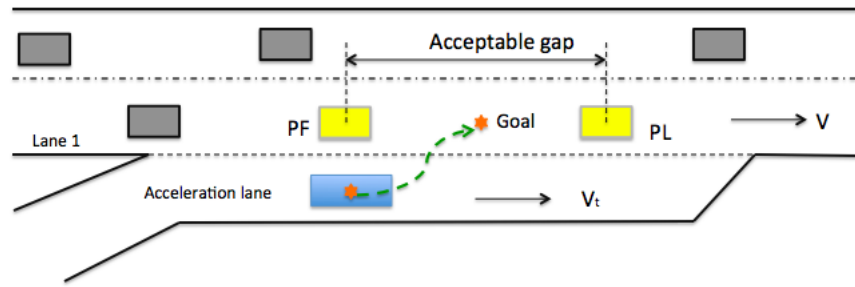 Acceptable gap
PF
Goal
PL
V
Lane 1
Acceleration lane
Vt